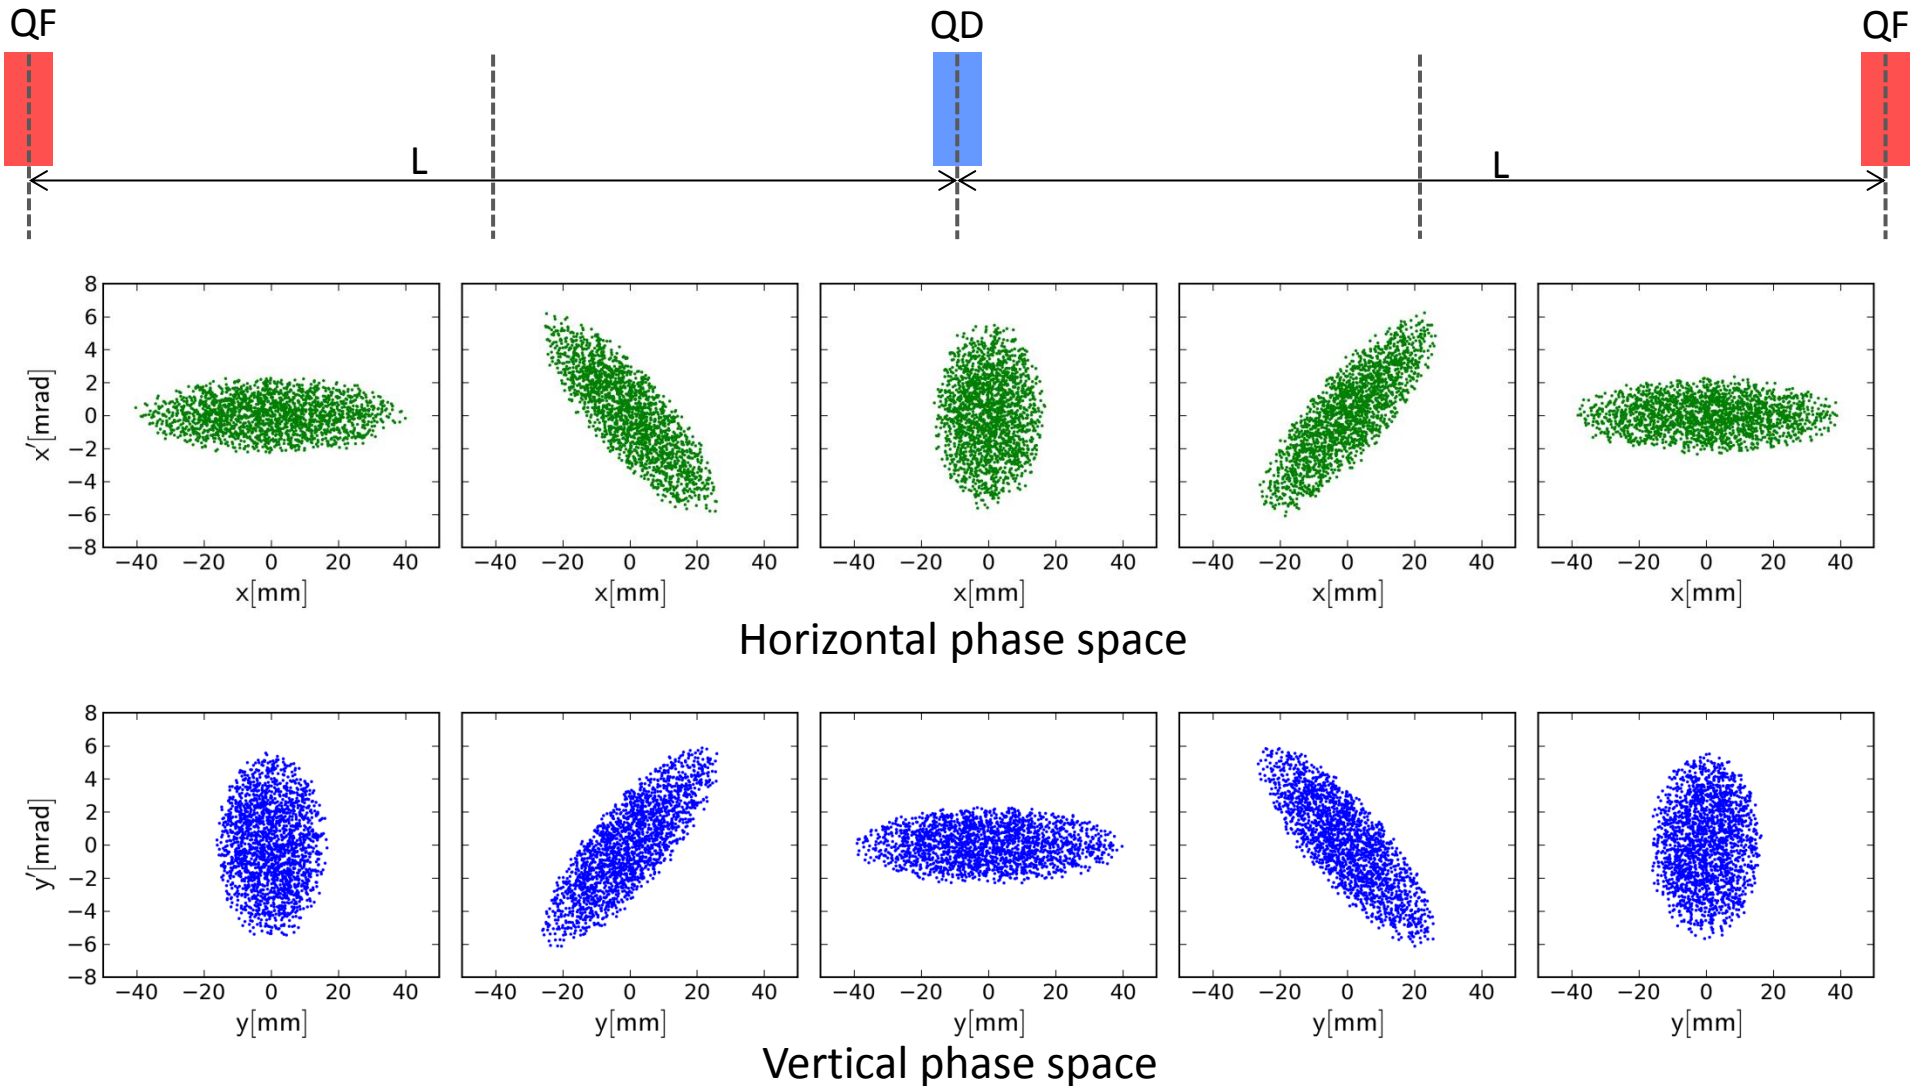 QF QD QF
L L
8
6
4
2
0
−2
−4
−6
−8
x′[mrad]
−40 −20 0 20 40 −40 −20 0 20 40 −40 −20 0 20 40 −40 −20 0 20 40 −40 −20 0 20 40
x[mm] x[mm] x[mm] x[mm] x[mm]
Horizontal phase space
8
6
4
2
0
−2
−4
−6
−8
y′[mrad]
−40 −20 0 20 40 −40 −20 0 20 40 −40 −20 0 20 40 −40 −20 0 20 40 −40 −20 0 20 40
y[mm] y[mm] y[mm] y[mm] y[mm]
Vertical phase space